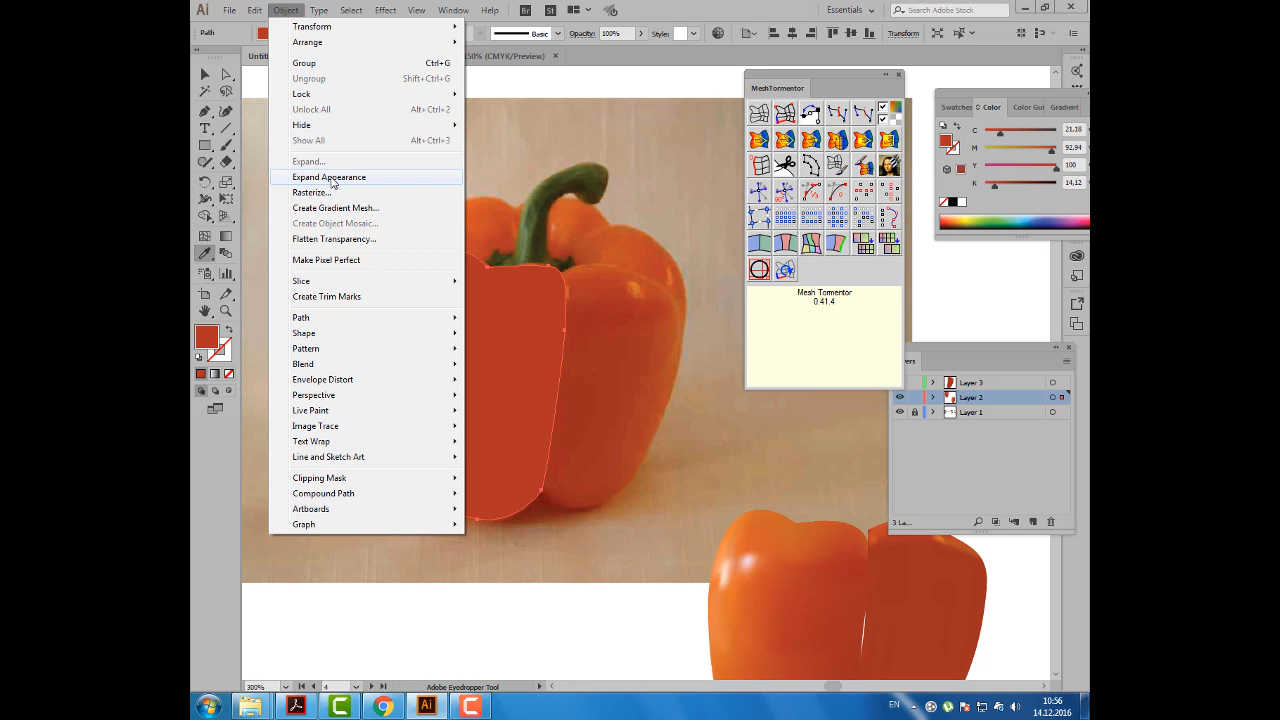 Ai File Edit Object Type Select Effect View Window Help Br St Essentials Search Adobe Stock
Path Basic Opacity: 100% Style: Transform
150% (CMYK/Preview)
Transform
Arrange
Group Ctrl+G
Ungroup Shift+Ctrl+G
Lock
Unlock All Alt+Ctrl+2
Hide
Show All Alt+Ctrl+3
Expand...
Expand Appearance
Rasterize...
Create Gradient Mesh...
Create Object Mosaic...
Flatten Transparency...
Make Pixel Perfect
Slice
Create Trim Marks
Path
Shape
Pattern
Blend
Envelope Distort
Perspective
Live Paint
Image Trace
Text Wrap
Line and Sketch Art
Clipping Mask
Compound Path
Artboards
Graph
MeshTormentor
Mesh Tormentor
0.41.4
Swatches Color Color Gui Gradient
C 21,18
M 92,94
Y 100
K 14,12
Layer 3
Layer 2
Layer 1
3 La...
300% 4 Adobe Eyedropper Tool
Ai EN 10:56
14.12.2016